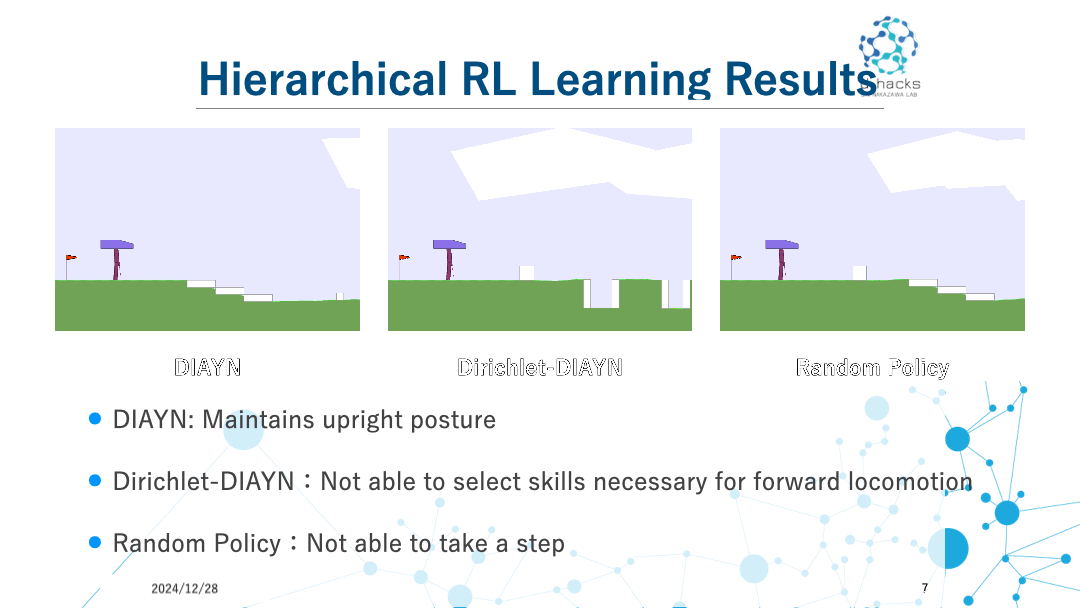 Hierarchical RL Learning Results
hacks
NAKAZAWA LAB
DIAYN
Dirichlet-DIAYN
Random Policy
DIAYN: Maintains upright posture
Dirichlet-DIAYN：Not able to select skills necessary for forward locomotion
Random Policy：Not able to take a step
2024/12/28
7